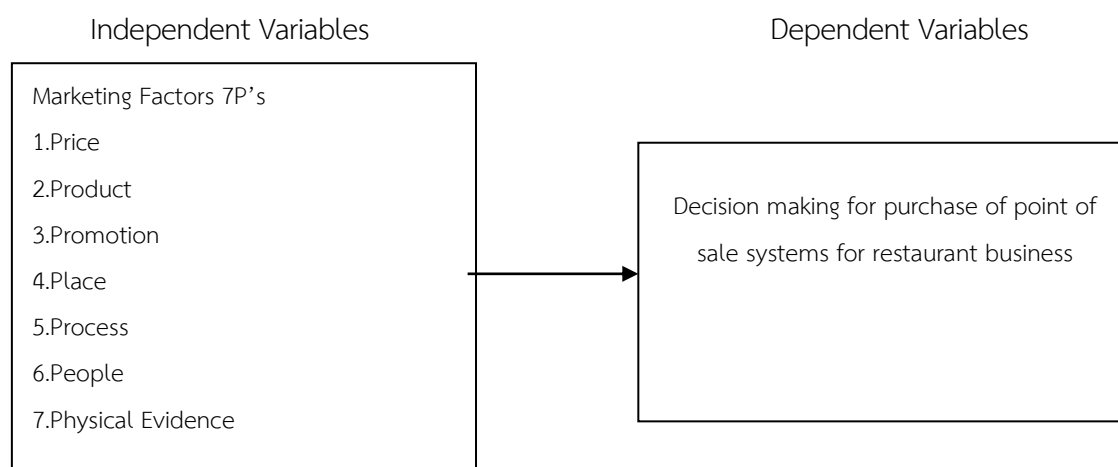 Independent Variables
Dependent Variables
Marketing Factors 7P’s
1.Price
2.Product
3.Promotion
4.Place
5.Process
6.People
7.Physical Evidence
Decision making for purchase of point of
sale systems for restaurant business